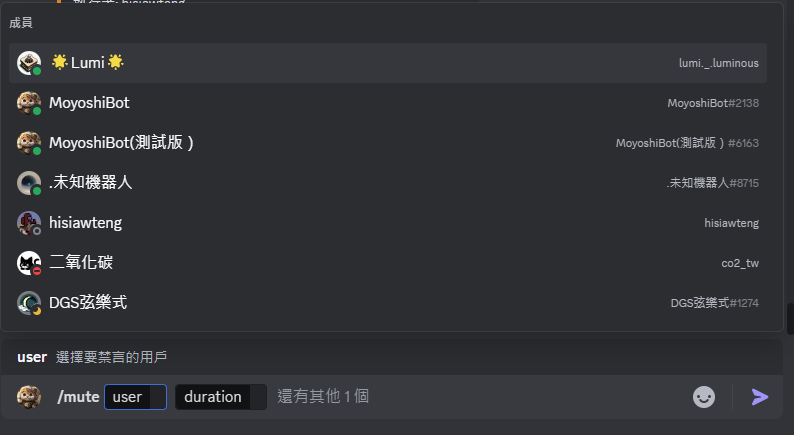 成員
🌟Lumi🌟 lumi._.luminous
MoyoshiBot MoyoshiBot#2138
MoyoshiBot(測試版) MoyoshiBot(測試版) #6163
.未知機器人 .未知機器人#8715
hisiawteng hisiawteng
二氧化碳 co2_tw
DGS弦樂式 DGS弦樂式#1274
user 選擇要禁言的用戶
/mute user duration 還有其他 1 個